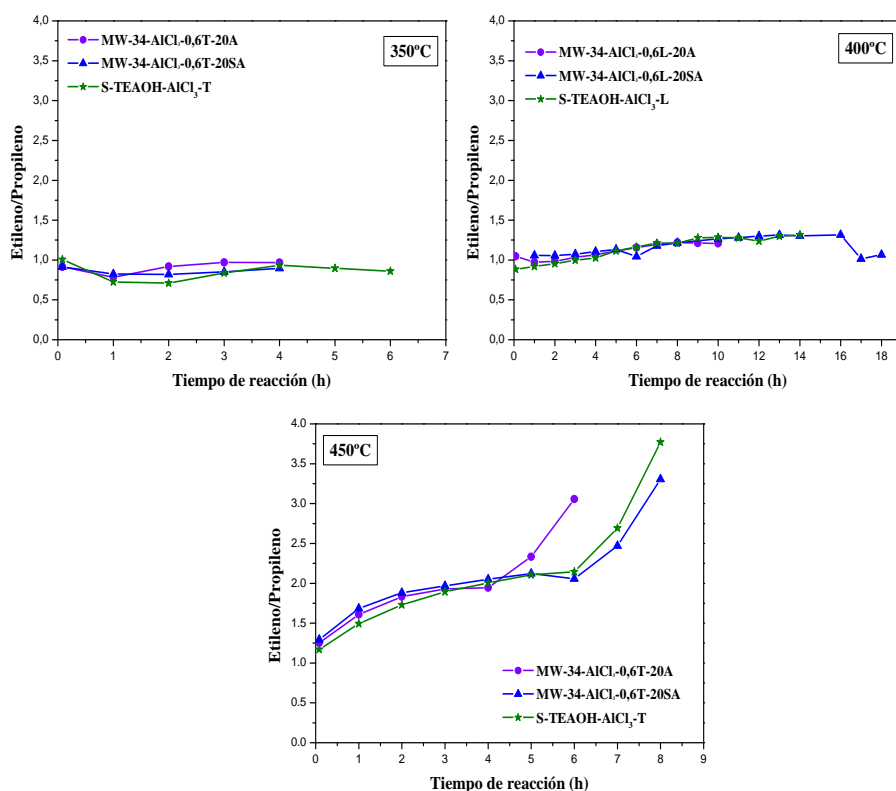 MW-34-AlCl₃-0,6T-20A
MW-34-AlCl₃-0,6T-20SA
S-TEAOH-AlCl₃-T
350ºC
Etileno/Propileno
4,0
3,5
3,0
2,5
2,0
1,5
1,0
0,5
0,0
0 1 2 3 4 5 6 7
Tiempo de reacción (h)
MW-34-AlCl₃-0,6L-20A
MW-34-AlCl₃-0,6L-20SA
S-TEAOH-AlCl₃-L
400ºC
Etileno/Propileno
4,0
3,5
3,0
2,5
2,0
1,5
1,0
0,5
0,0
0 2 4 6 8 10 12 14 16 18
Tiempo de reacción (h)
450ºC
Etileno/Propileno
4.0
3.5
3.0
2.5
2.0
1.5
1.0
0.5
0.0
MW-34-AlCl₃-0,6T-20A
MW-34-AlCl₃-0,6T-20SA
S-TEAOH-AlCl₃-T
0 1 2 3 4 5 6 7 8 9
Tiempo de reacción (h)